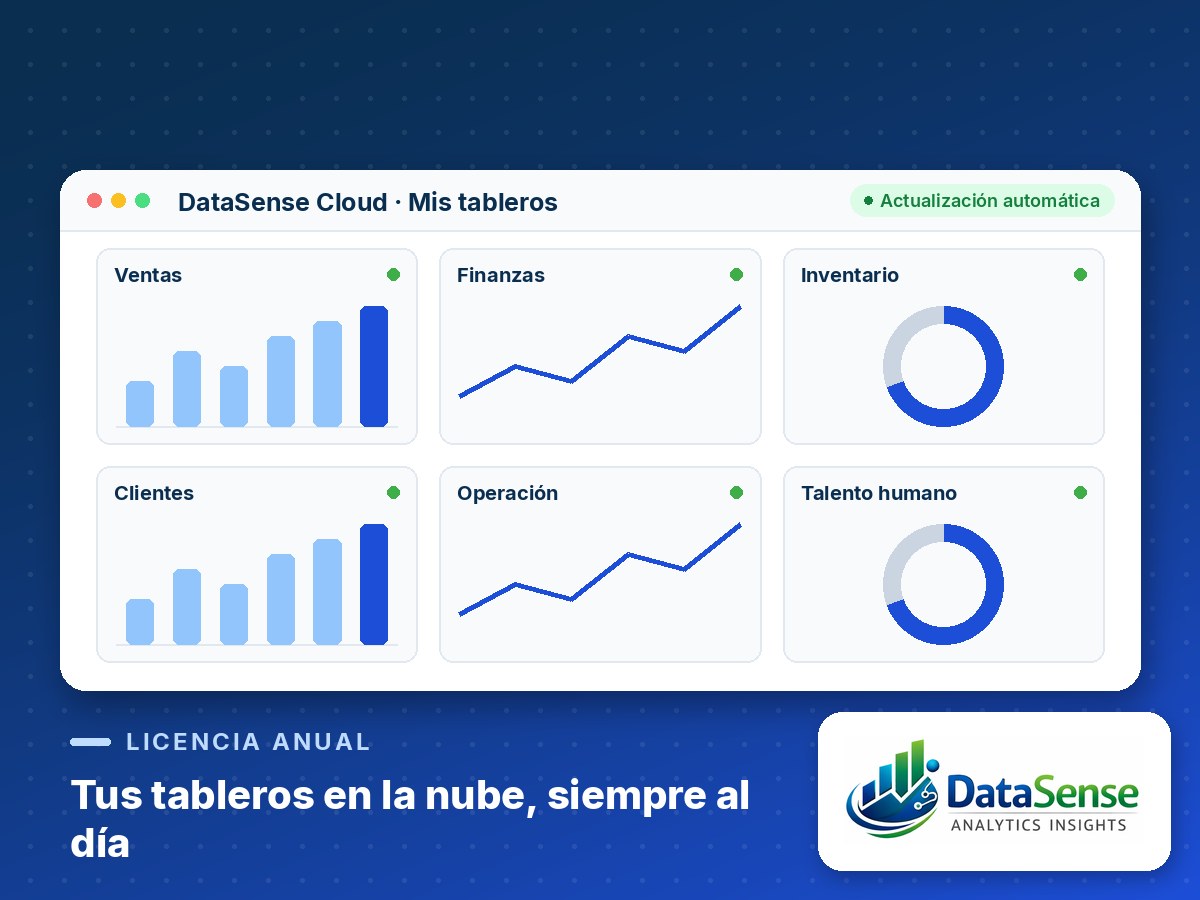 DataSense Cloud · Mis tableros
Actualización automática
Ventas
Finanzas
Inventario
Clientes
Operación
Talento humano
LICENCIA ANUAL
Tus tableros en la nube, siempre al
día
DataSense
ANALYTICS INSIGHTS